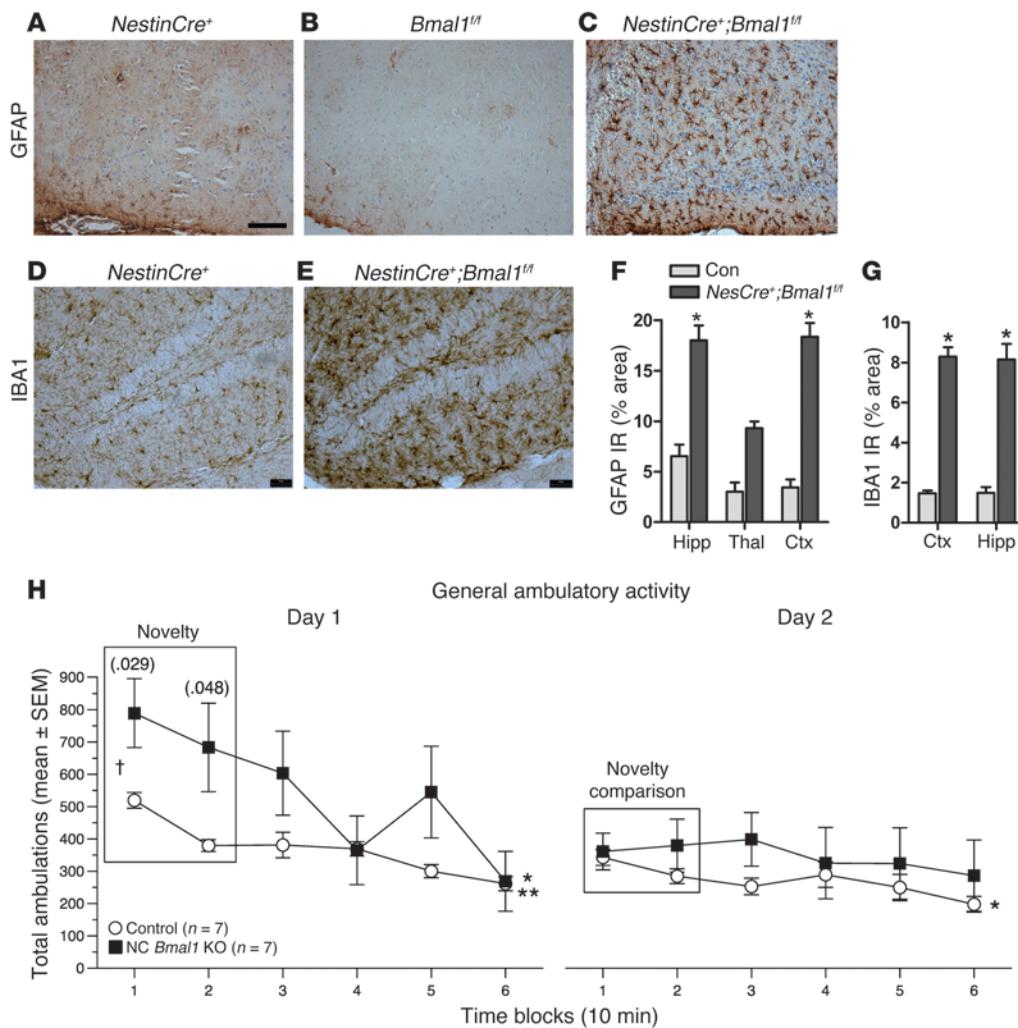 A NestinCre⁺ B Bmal1ᶠ/ᶠˡ C NestinCre⁺;Bmal1ᶠ/ᶠˡ
GFAP
D NestinCre⁺ E NestinCre⁺;Bmal1ᶠ/ᶠˡ
IBA1
F G
Con
NesCre⁺;Bmal1ᶠ/ᶠˡ
GFAP IR (% area)
20
15
10
5
0
* *
Hipp Thal Ctx
IBA1 IR (% area)
10
8
6
4
2
0
* *
Ctx Hipp
H General ambulatory activity
Day 1 Day 2
Novelty
(.029)
(.048)
†
Novelty
comparison
Total ambulations (mean ± SEM)
900
800
700
600
500
400
300
200
100
0
*
**
*
Control (n = 7)
NC Bmal1 KO (n = 7)
1 2 3 4 5 6 1 2 3 4 5 6
Time blocks (10 min)